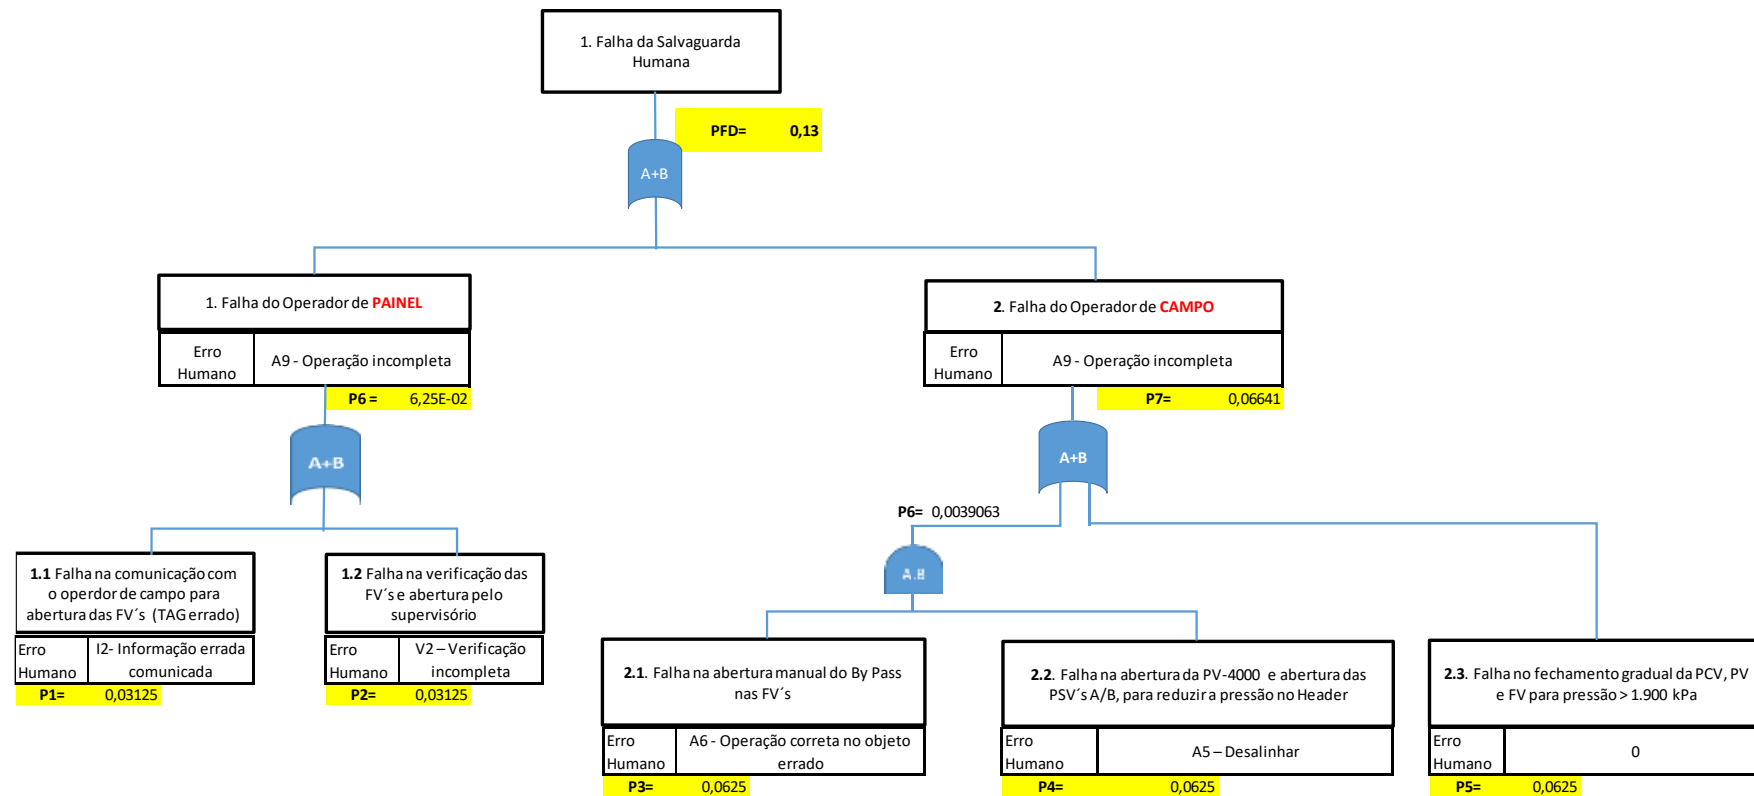 1. Falha da Salvaguarda
Humana
PFD= 0,13
A+B
1. Falha do Operador de PAINEL
Erro
Humano
A9 - Operação incompleta
P6 = 6,25E-02
A+B
2. Falha do Operador de CAMPO
Erro
Humano
A9 - Operação incompleta
P7= 0,06641
A+B
P6= 0,0039063
A.B
1.1 Falha na comunicação com
o operdor de campo para
abertura das FV´s (TAG errado)
Erro
Humano
I2- Informação errada
comunicada
P1= 0,03125
1.2 Falha na verificação das
FV´s e abertura pelo
supervisório
Erro
Humano
V2 – Verificação
incompleta
P2= 0,03125
2.1. Falha na abertura manual do By Pass
nas FV´s
Erro
Humano
A6 - Operação correta no objeto
errado
P3= 0,0625
2.2. Falha na abertura da PV-4000 e abertura das
PSV´s A/B, para reduzir a pressão no Header
Erro
Humano
A5 – Desalinhar
P4= 0,0625
2.3. Falha no fechamento gradual da PCV, PV
e FV para pressão > 1.900 kPa
Erro
Humano
0
P5= 0,0625